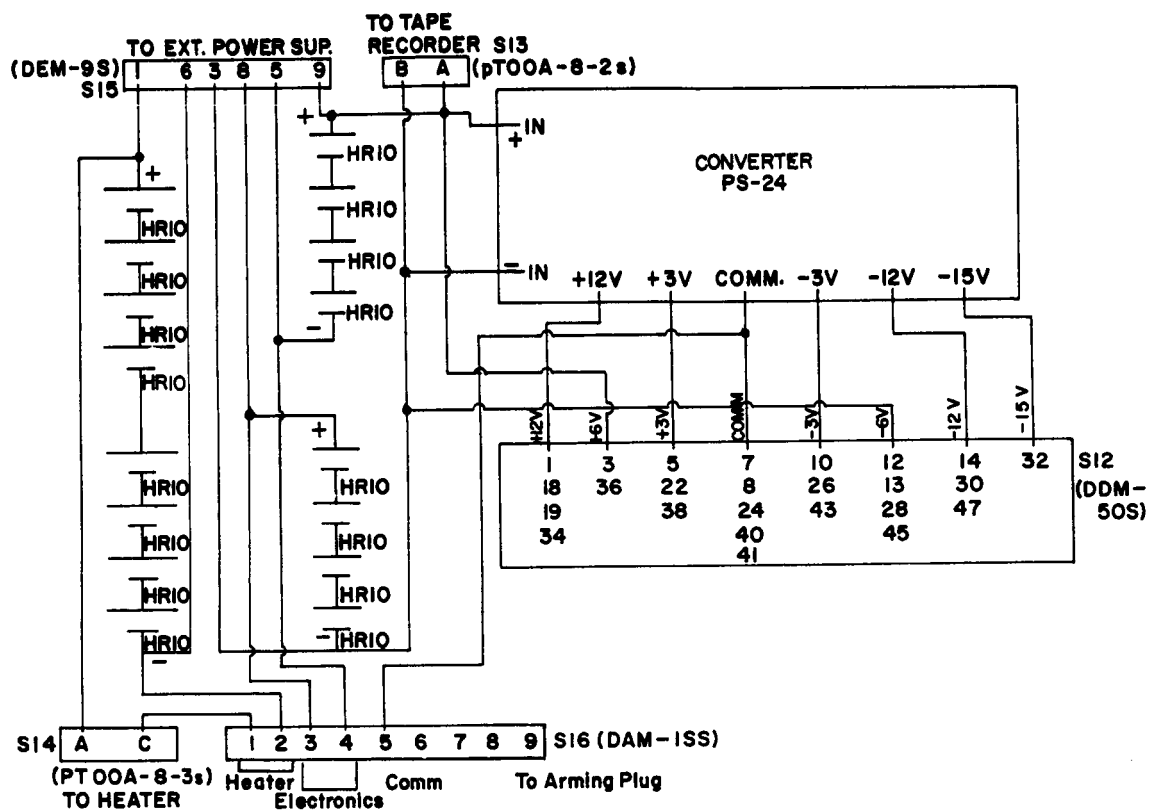 TO EXT. POWER SUP.
(DEM-9S)
S15
1 6 3 8 5 9
TO TAPE
RECORDER S13
B A
(pT00A-8-2s)
+ IN
CONVERTER
PS-24
- IN
+12V +3V COMM. -3V -12V -15V
+
HR10
HR10
HR10
HR10
-
+
HR10
HR10
HR10
HR10
HR10
HR10
HR10
HR10
-
+
HR10
HR10
HR10
- HR10
+12V +6V +3V COMM -3V -6V -12V -15V
1 3 5 7 10 12 14 32
18 36 22 8 26 13 30
19 38 24 43 28 47
34 40 45
41
S12
(DDM-
50S)
S14 A C
(PT00A-8-3s)
TO HEATER
1 2 3 4 5 6 7 8 9
S16 (DAM-1SS)
Heater Comm To Arming Plug
Electronics